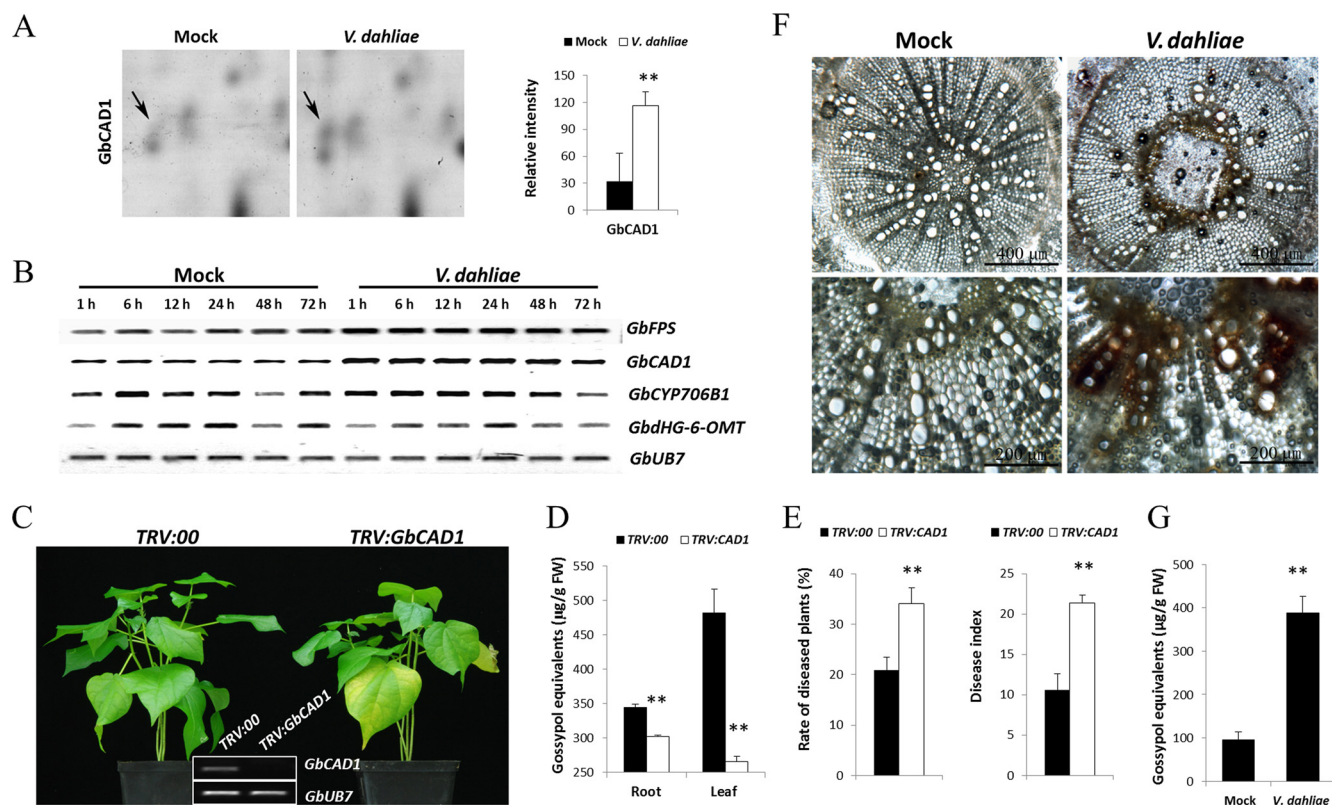 A
Mock
V. dahliae
GbCAD1
Mock V. dahliae
Relative intensity
150
120
90
60
30
0
**
GbCAD1
B
Mock
V. dahliae
1 h 6 h 12 h 24 h 48 h 72 h 1 h 6 h 12 h 24 h 48 h 72 h
GbFPS
GbCAD1
GbCYP706B1
GbdHG-6-OMT
GbUB7
C
TRV:00
TRV:GbCAD1
TRV:00
TRV:GbCAD1
GbCAD1
GbUB7
D
TRV:00 TRV:CAD1
Gossypol equivalents (µg/g FW)
550
500
450
400
350
300
250
**
**
Root Leaf
E
TRV:00 TRV:CAD1
Rate of diseased plants (%)
40
30
20
10
0
**
TRV:00 TRV:CAD1
Disease index
25
20
15
10
5
0
**
F
Mock
V. dahliae
400 µm
400 µm
200 µm
200 µm
G
Gossypol equivalents (µg/g FW)
500
400
300
200
100
0
**
Mock V. dahliae